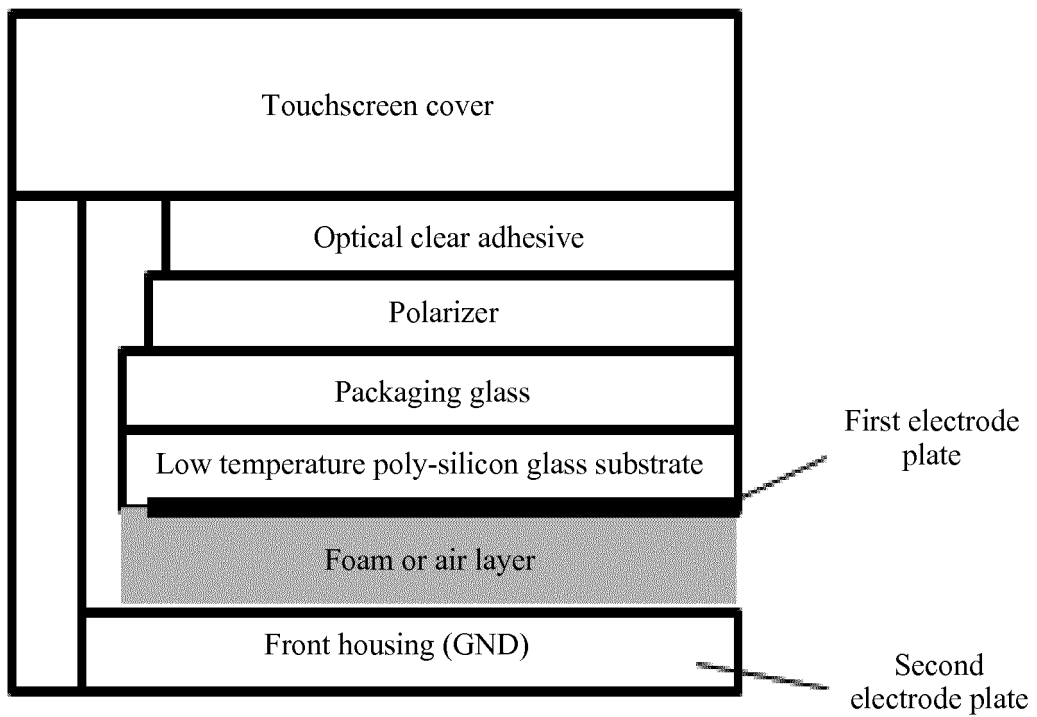 Touchscreen cover
Optical clear adhesive
Polarizer
Packaging glass
Low temperature poly-silicon glass substrate
First electrode
plate
Foam or air layer
Front housing (GND)
Second
electrode plate